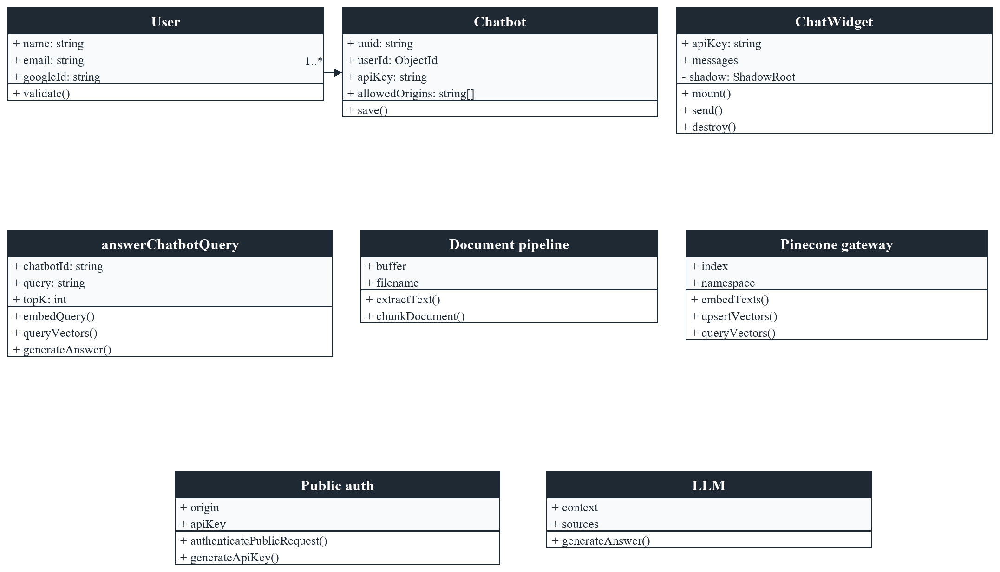 User
+ name: string
+ email: string
+ googleId: string
+ validate()
1..*
Chatbot
+ uuid: string
+ userId: ObjectId
+ apiKey: string
+ allowedOrigins: string[]
+ save()
ChatWidget
+ apiKey: string
+ messages
- shadow: ShadowRoot
+ mount()
+ send()
+ destroy()
answerChatbotQuery
+ chatbotId: string
+ query: string
+ topK: int
+ embedQuery()
+ queryVectors()
+ generateAnswer()
Document pipeline
+ buffer
+ filename
+ extractText()
+ chunkDocument()
Pinecone gateway
+ index
+ namespace
+ embedTexts()
+ upsertVectors()
+ queryVectors()
Public auth
+ origin
+ apiKey
+ authenticatePublicRequest()
+ generateApiKey()
LLM
+ context
+ sources
+ generateAnswer()